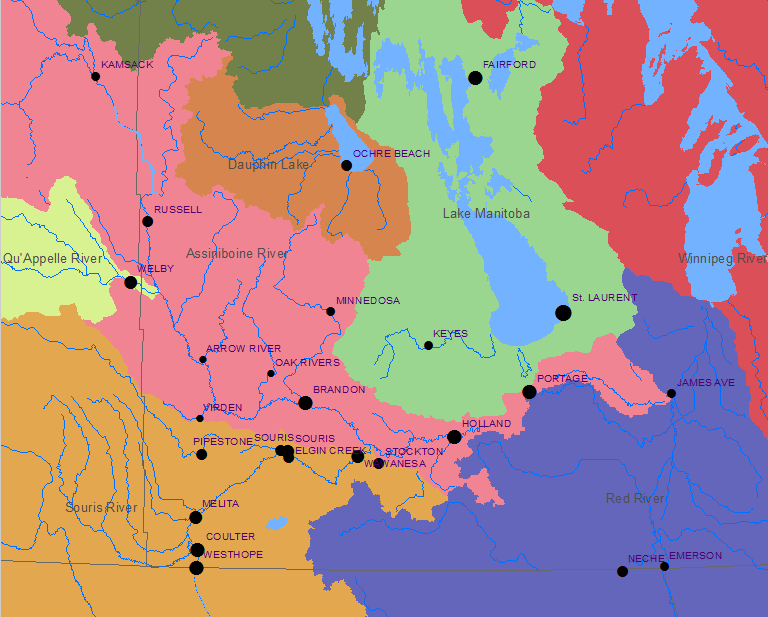 KAMSACK
FAIRFORD
OCHRE BEACH
Dauphin Lake
RUSSELL
Lake Manitoba
Assiniboine River
Qu'Appelle River
Winnipeg River
WELBY
MINNEDOSA
St. LAURENT
KEYES
ARROW RIVER
OAK RIVERS
PORTAGE
JAMES AVE
BRANDON
VIRDEN
HOLLAND
PIPESTONE
SOURIS
SOURIS
ELGIN CREEK
STOCKTON
WAWANESA
Souris River
MELITA
Red River
COULTER
WESTHOPE
NECHE
EMERSON